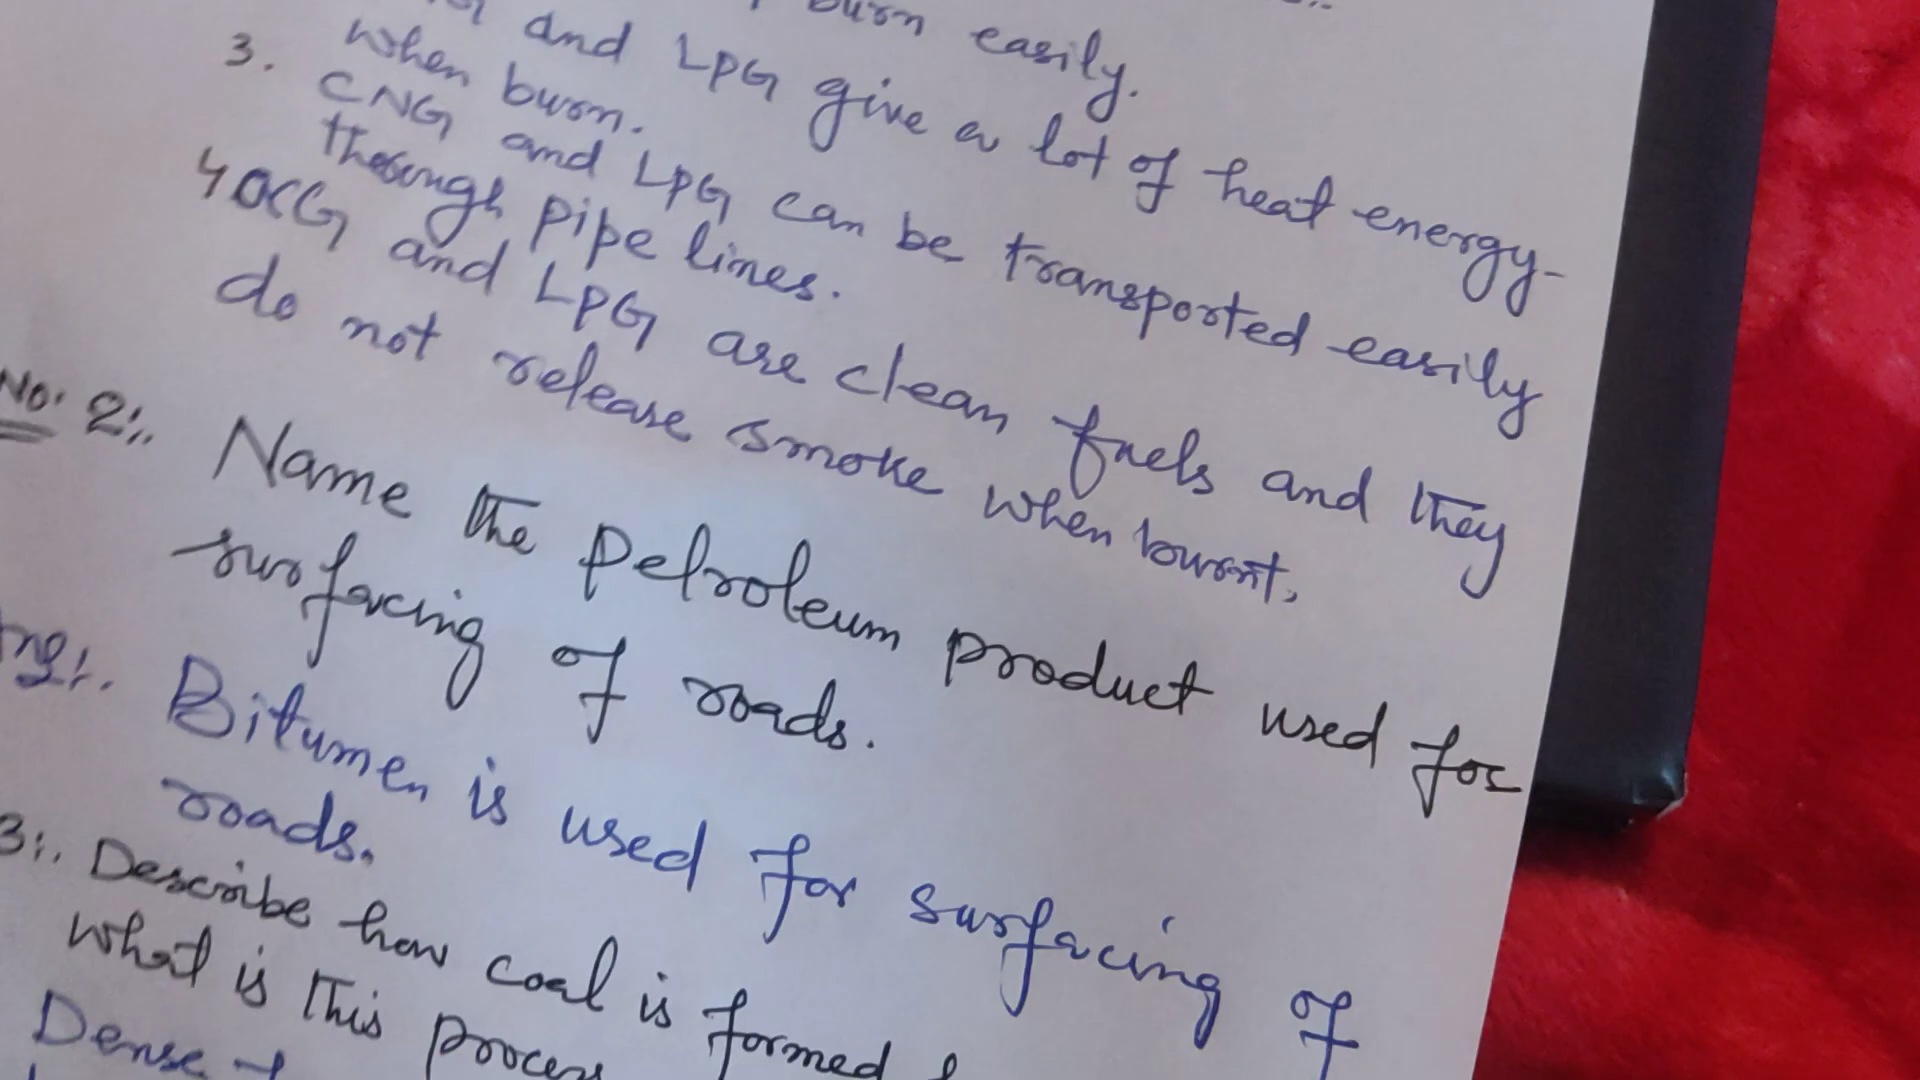 burn easily.
and LPG give a lot of heat energy-
when burn.
3. CNG and LPG can be transported easily
through pipe lines.
4 and LPG are clean fuels and they
do not release smoke when burnt,
No: 2:. Name the Petroleum product used for
surfacing of roads.
Ans:. Bitumen is used for surfacing of
roads.
3:. Describe how coal is formed
what is this process
Dense